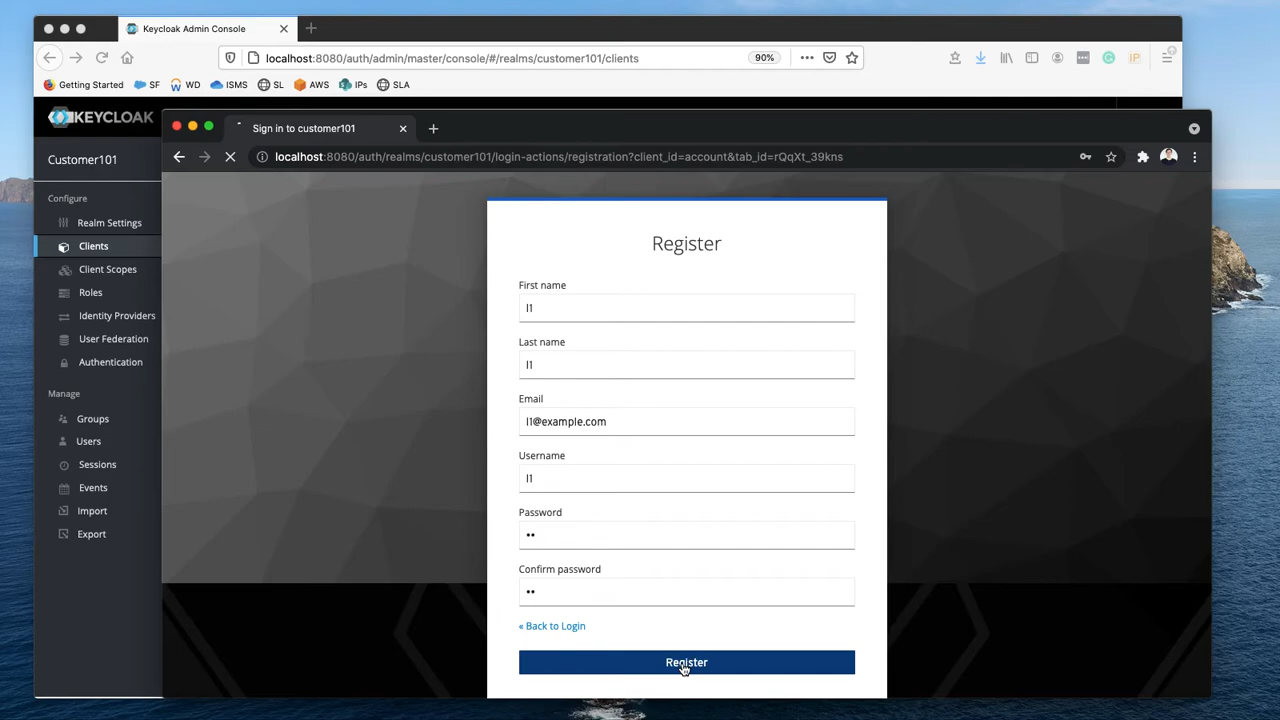 Keycloak Admin Console
localhost:8080/auth/admin/master/console/#/realms/customer101/clients
90%
Getting Started
SF
WD
ISMS
SL
AWS
IPs
SLA
KEYCLOAK
Sign in to customer101
localhost:8080/auth/realms/customer101/login-actions/registration?client_id=account&tab_id=rQqXt_39kns
Customer101
Configure
Realm Settings
Clients
Client Scopes
Roles
Identity Providers
User Federation
Authentication
Manage
Groups
Users
Sessions
Events
Import
Export
Register
First name
l1
Last name
l1
Email
l1@example.com
Username
l1
Password
••
Confirm password
••
« Back to Login
Register